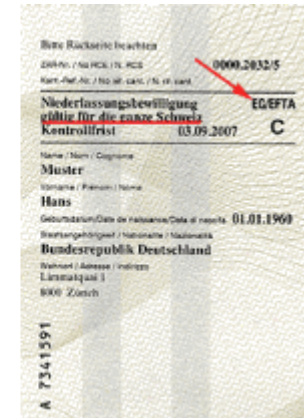 Bitte Rückseite beachten
ZAR-Nr. / No RCE / N. RCS 0000.2032/5
Kant.-Ref.-Nr. / No réf. cant. / N. rif. cant.
Niederlassungsbewilligung EG/EFTA
gültig für die ganze Schweiz C
Kontrollfrist 03.09.2007
Name / Nom / Cognome
Muster
Vorname / Prénom / Nome
Hans
Geburtsdatum/Date de naissance/Data di nascita 01.01.1960
Staatsangehörigkeit / Nationalité / Nazionalità
Bundesrepublik Deutschland
Wohnort / Adresse / Indirizzo
Limmatquai 1
8000 Zürich
A 7341591